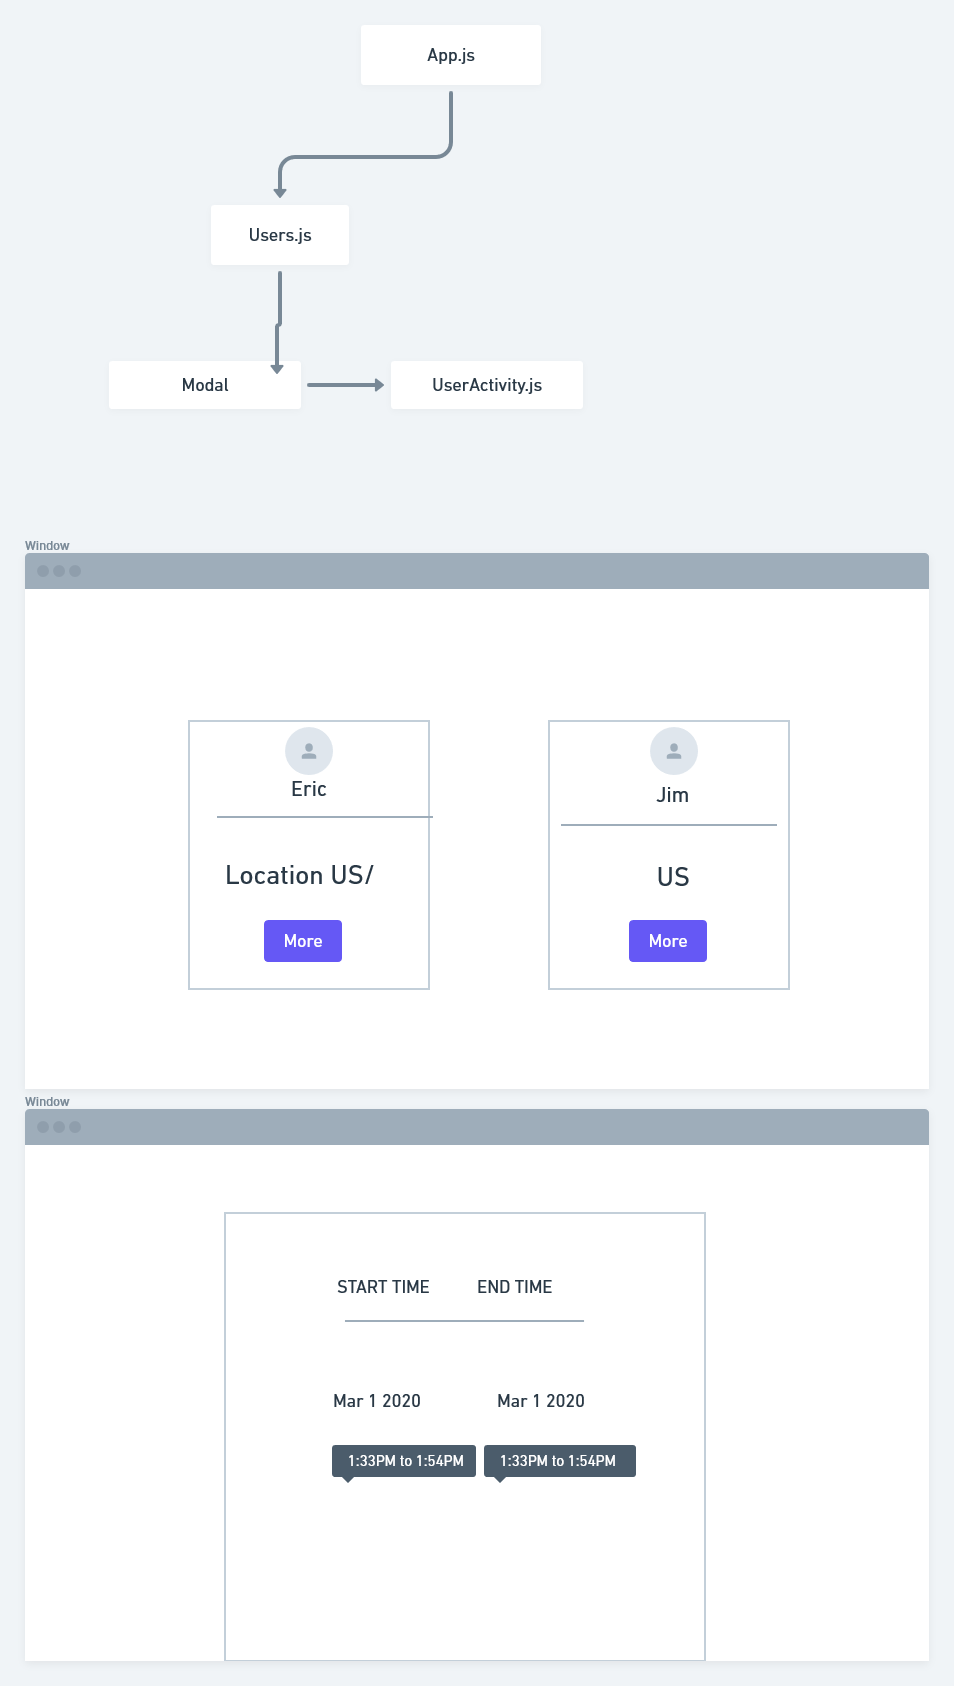 App.js
Users.js
Modal
UserActivity.js
Window
Eric
Jim
Location US/
US
More
More
Window
START TIME
END TIME
Mar 1 2020
Mar 1 2020
1:33PM to 1:54PM
1:33PM to 1:54PM